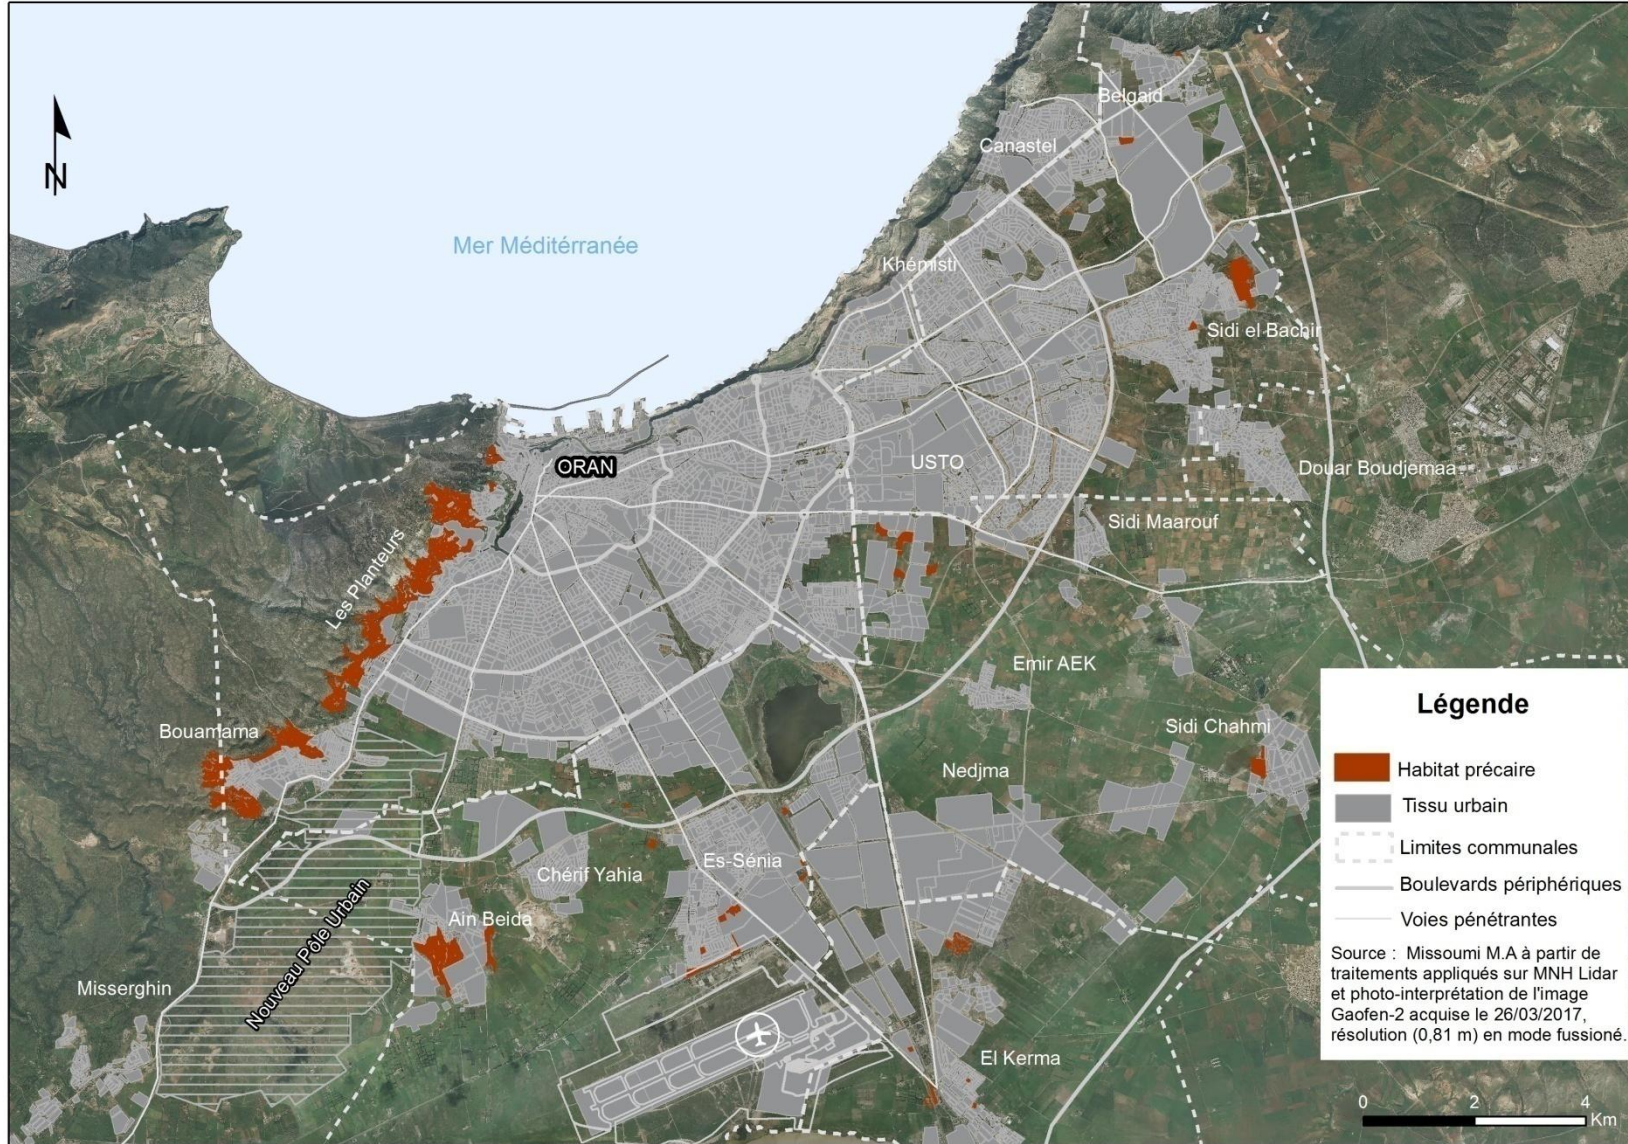 Belgaid
Canastel
N
Mer Méditérranée
Khémisti
Sidi el Bachir
ORAN
USTO
Douar Boudjemaa
Sidi Maarouf
Les Planteurs
Emir AEK
Bouamama
Sidi Chahmi
Nedjma
Es-Sénia
Chérif Yahia
Ain Beida
Nouveau Pôle Urbain
Misserghin
El Kerma
Légende
Habitat précaire
Tissu urbain
Limites communales
Boulevards périphériques
Voies pénétrantes
Source : Missoumi M.A à partir de
traitements appliqués sur MNH Lidar
et photo-interprétation de l'image
Gaofen-2 acquise le 26/03/2017,
résolution (0,81 m) en mode fussioné.
0 2 4
Km